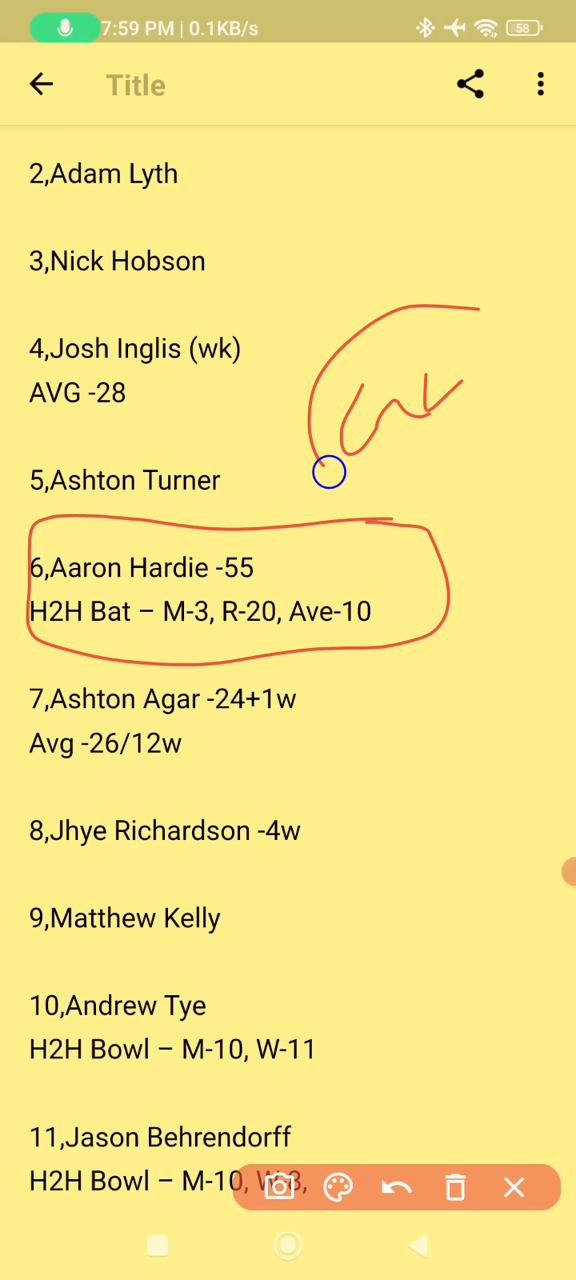 7:59 PM | 0.1KB/s
58
Title
2,Adam Lyth
3,Nick Hobson
4,Josh Inglis (wk)
AVG -28
5,Ashton Turner
6,Aaron Hardie -55
H2H Bat – M-3, R-20, Ave-10
7,Ashton Agar -24+1w
Avg -26/12w
8,Jhye Richardson -4w
9,Matthew Kelly
10,Andrew Tye
H2H Bowl – M-10, W-11
11,Jason Behrendorff
H2H Bowl – M-10,